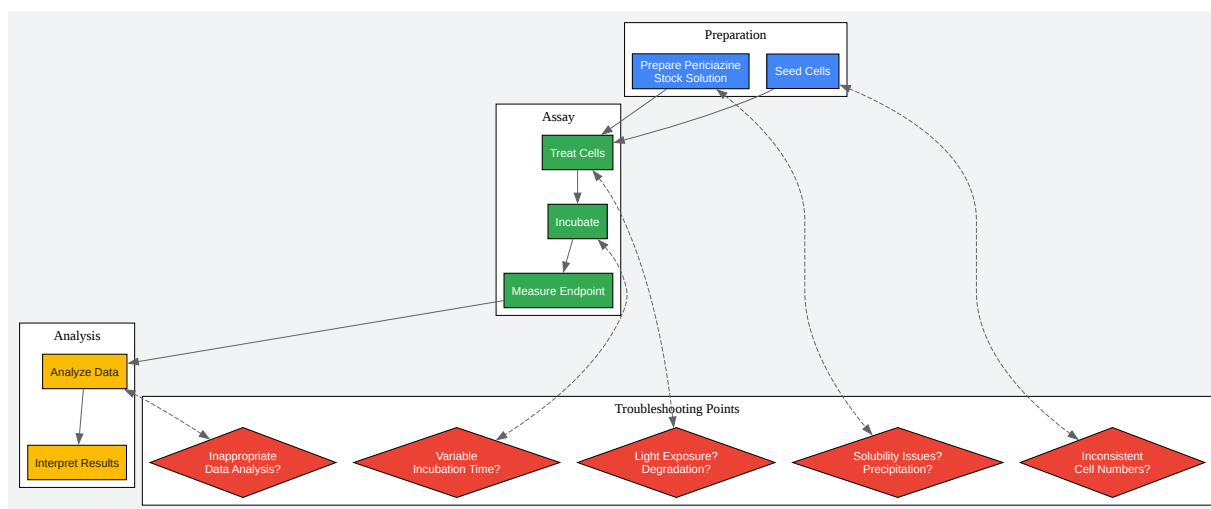 Preparation
Prepare Periciazine
Stock Solution
Seed Cells
Assay
Treat Cells
Incubate
Measure Endpoint
Analysis
Analyze Data
Interpret Results
Troubleshooting Points
Inappropriate
Data Analysis?
Variable
Incubation Time?
Light Exposure?
Degradation?
Solubility Issues?
Precipitation?
Inconsistent
Cell Numbers?